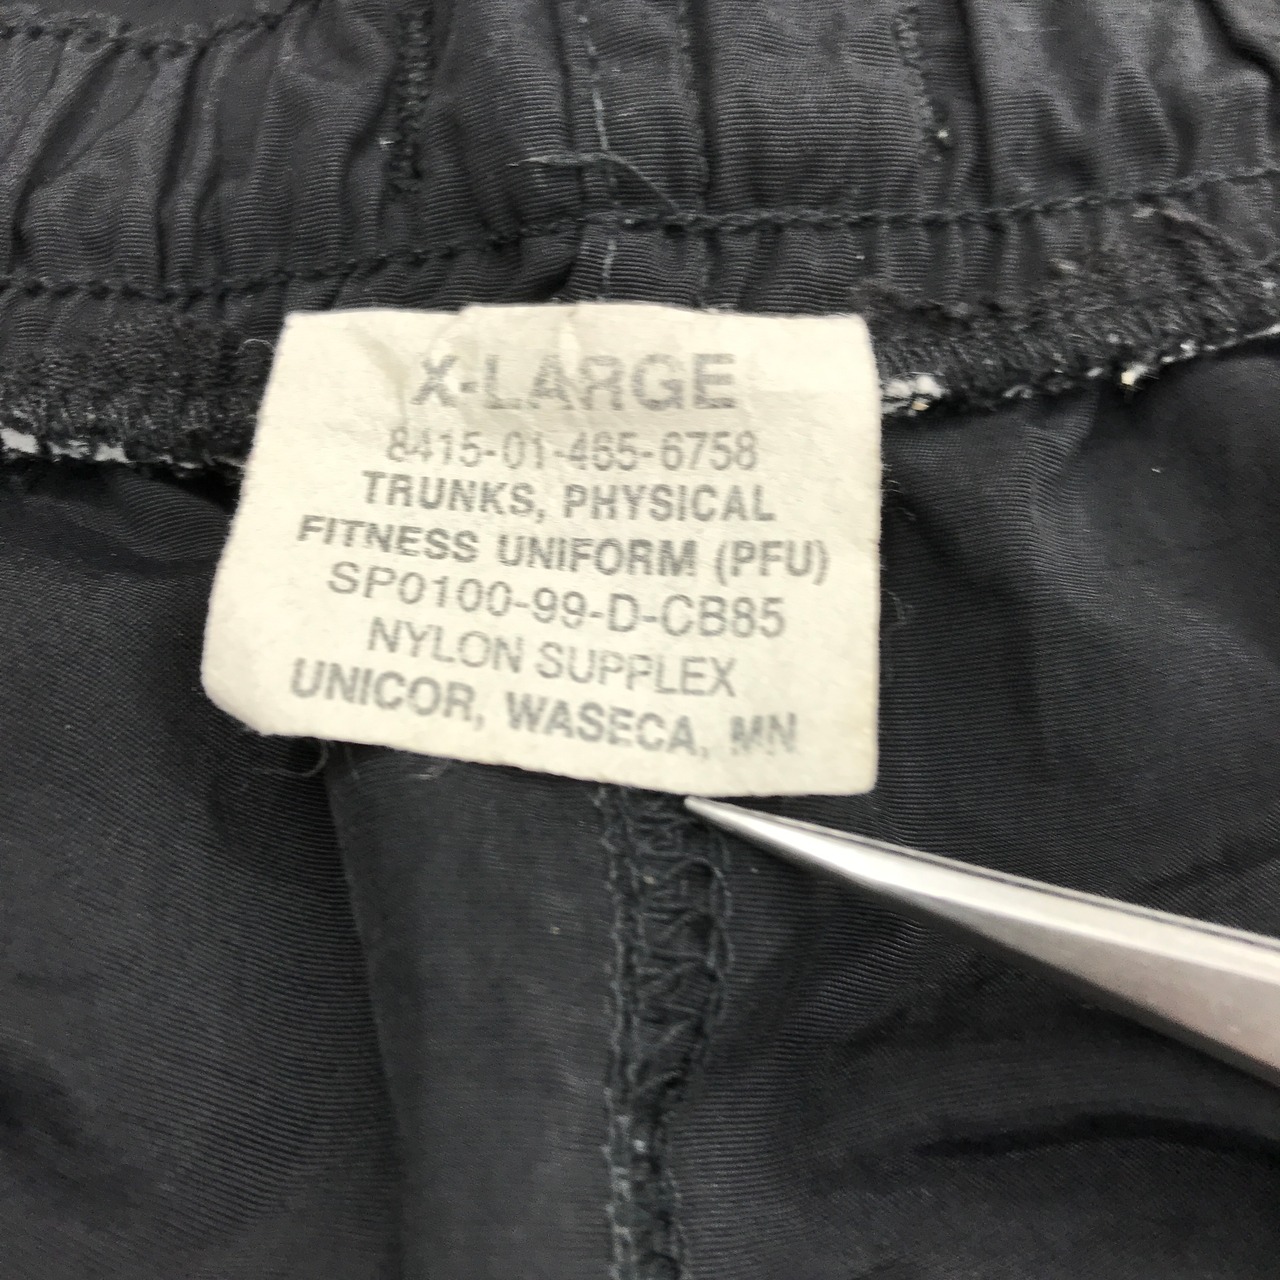 X-LARGE
8415-01-465-6758
TRUNKS, PHYSICAL
FITNESS UNIFORM (PFU)
SP0100-99-D-CB85
NYLON SUPPLEX
UNICOR, WASECA, MN